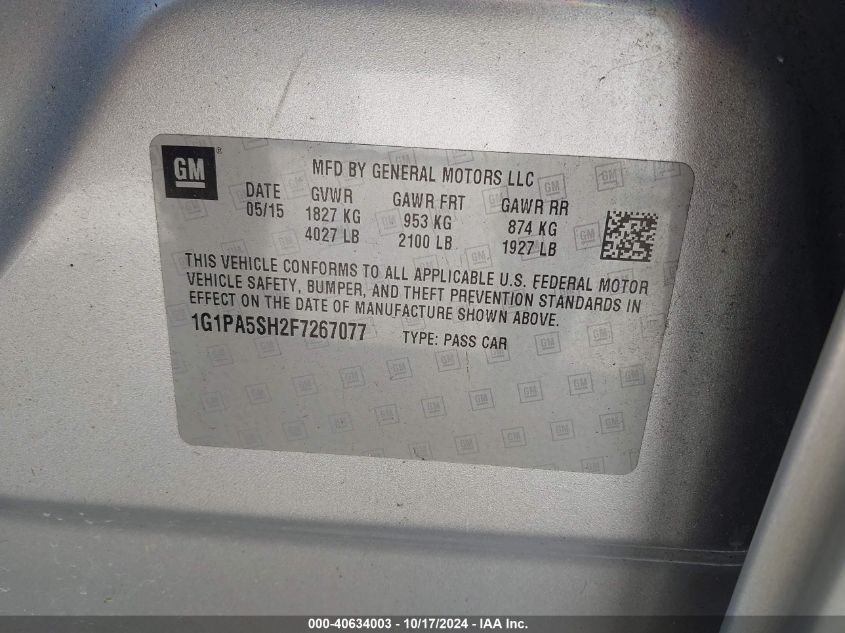 GM ®
MFD BY GENERAL MOTORS LLC
DATE GVWR GAWR FRT GAWR RR
05/15 1827 KG 953 KG 874 KG
4027 LB 2100 LB 1927 LB
THIS VEHICLE CONFORMS TO ALL APPLICABLE U.S. FEDERAL MOTOR
VEHICLE SAFETY, BUMPER, AND THEFT PREVENTION STANDARDS IN
EFFECT ON THE DATE OF MANUFACTURE SHOWN ABOVE.
1G1PA5SH2F7267077 TYPE: PASS CAR
000-40634003 - 10/17/2024 - IAA Inc.